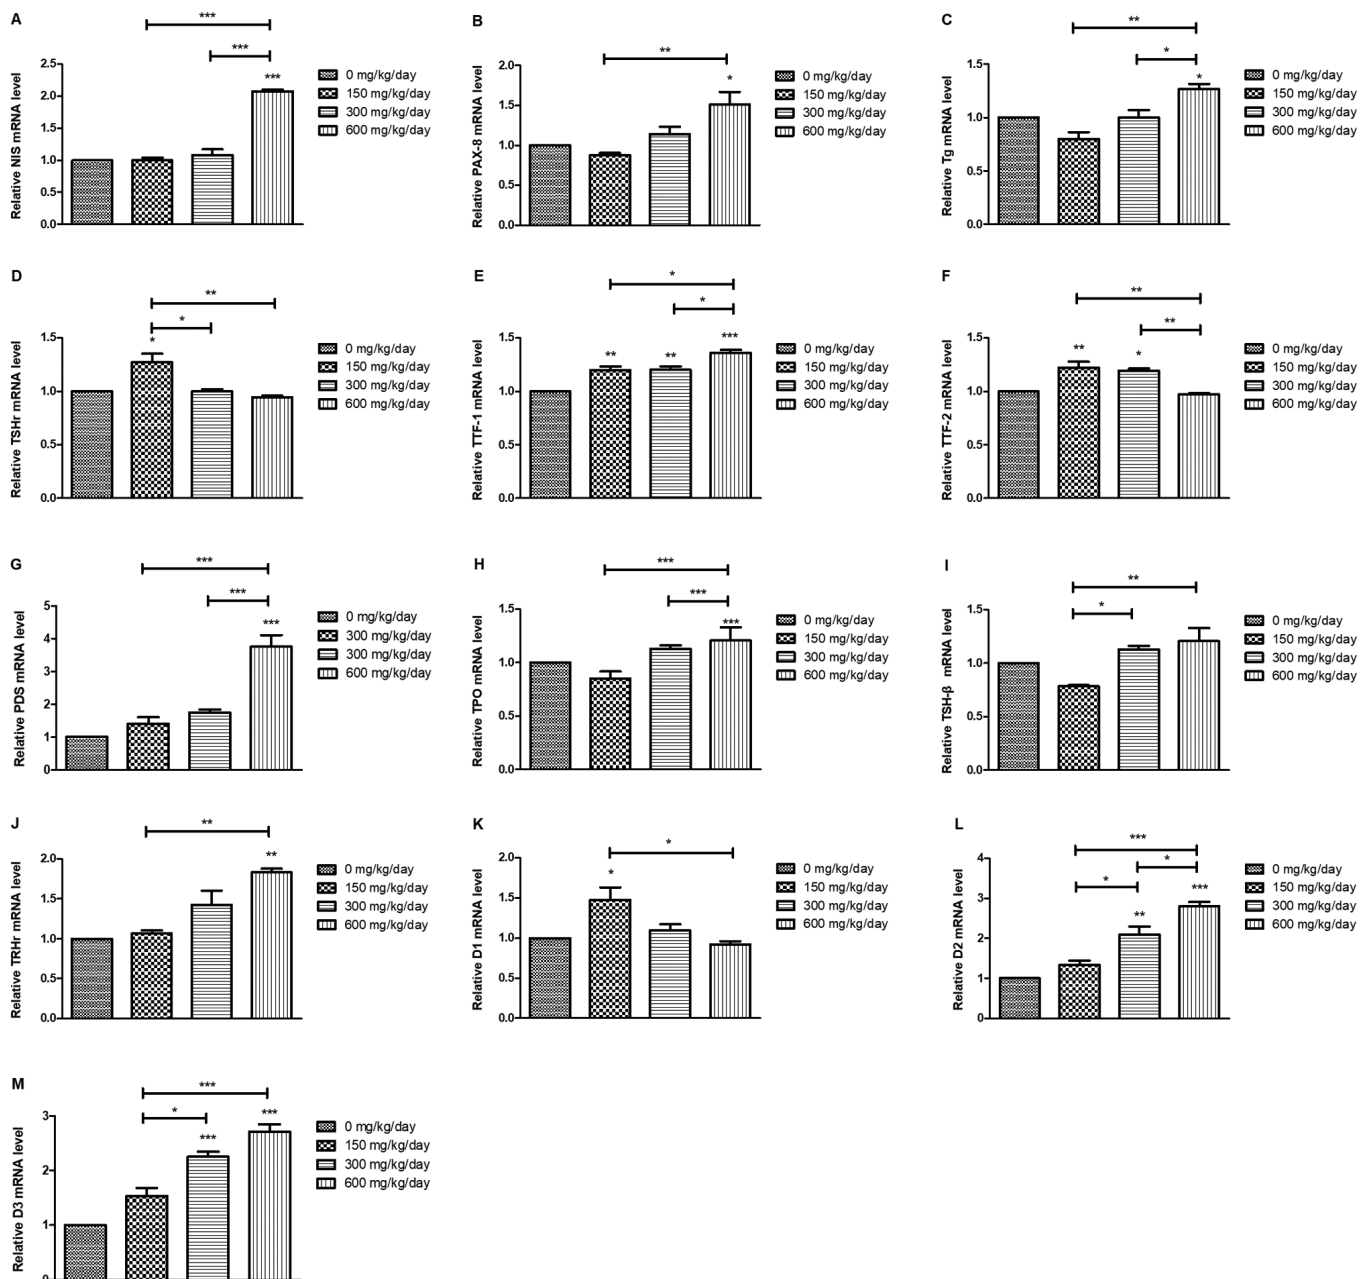 A
***
***
***
Relative NIS mRNA level
2.5
2.0
1.5
1.0
0.5
0.0
0 mg/kg/day
150 mg/kg/day
300 mg/kg/day
600 mg/kg/day
B
**
*
Relative PAX-8 mRNA level
2.0
1.5
1.0
0.5
0.0
0 mg/kg/day
150 mg/kg/day
300 mg/kg/day
600 mg/kg/day
C
**
*
*
Relative Tg mRNA level
1.5
1.0
0.5
0.0
0 mg/kg/day
150 mg/kg/day
300 mg/kg/day
600 mg/kg/day
D
**
*
*
Relative TSHr mRNA level
1.5
1.0
0.5
0.0
0 mg/kg/day
150 mg/kg/day
300 mg/kg/day
600 mg/kg/day
E
*
*
** ** ***
Relative TTF-1 mRNA level
1.5
1.0
0.5
0.0
0 mg/kg/day
150 mg/kg/day
300 mg/kg/day
600 mg/kg/day
F
**
**
** *
Relative TTF-2 mRNA level
1.5
1.0
0.5
0.0
0 mg/kg/day
150 mg/kg/day
300 mg/kg/day
600 mg/kg/day
G
***
***
***
Relative PDS mRNA level
5
4
3
2
1
0
0 mg/kg/day
300 mg/kg/day
300 mg/kg/day
600 mg/kg/day
H
***
***
***
Relative TPO mRNA level
1.5
1.0
0.5
0.0
0 mg/kg/day
150 mg/kg/day
300 mg/kg/day
600 mg/kg/day
I
**
*
Relative TSH-β mRNA level
1.5
1.0
0.5
0.0
0 mg/kg/day
150 mg/kg/day
300 mg/kg/day
600 mg/kg/day
J
**
**
Relative TRHr mRNA level
2.0
1.5
1.0
0.5
0.0
0 mg/kg/day
150 mg/kg/day
300 mg/kg/day
600 mg/kg/day
K
*
*
Relative D1 mRNA level
2.0
1.5
1.0
0.5
0.0
0 mg/kg/day
150 mg/kg/day
300 mg/kg/day
600 mg/kg/day
L
***
*
*
***
**
Relative D2 mRNA level
4
3
2
1
0
0 mg/kg/day
150 mg/kg/day
300 mg/kg/day
600 mg/kg/day
M
***
*
***
***
Relative D3 mRNA level
3
2
1
0
0 mg/kg/day
150 mg/kg/day
300 mg/kg/day
600 mg/kg/day